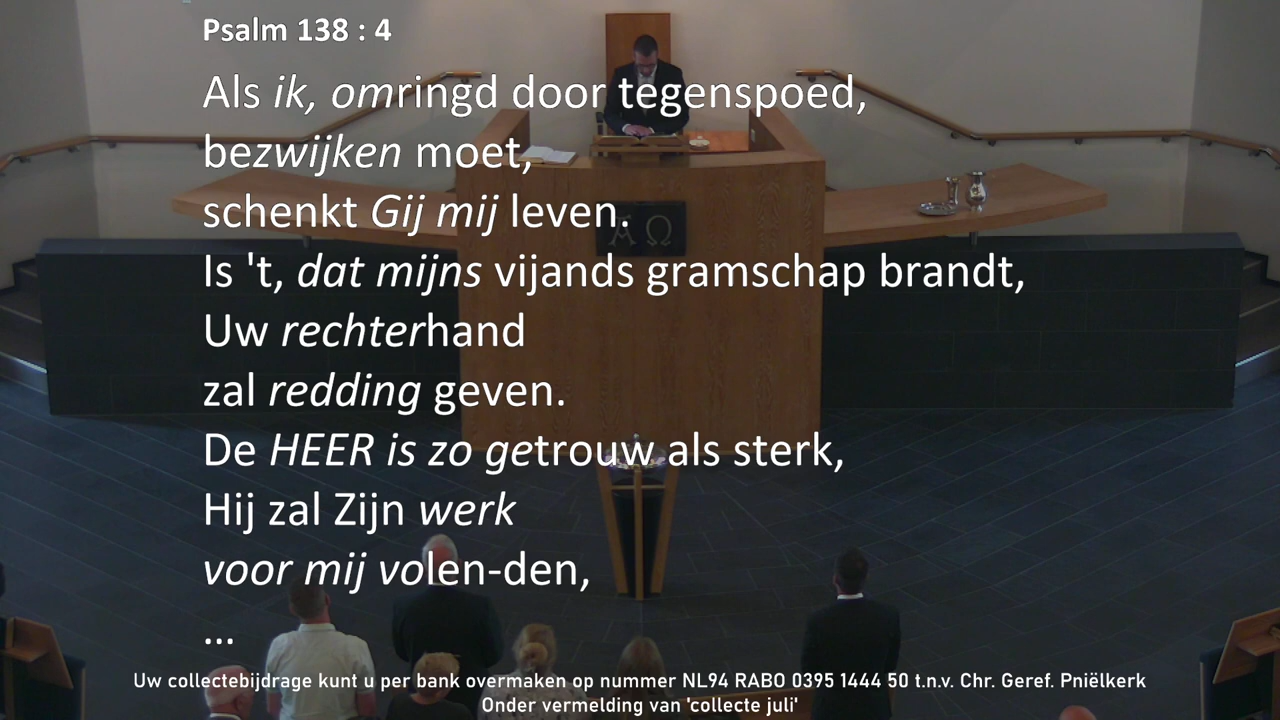 Psalm 138 : 4
Als ik, omringd door tegenspoed,
bezwijken moet,
schenkt Gij mij leven.
Is 't, dat mijns vijands gramschap brandt,
Uw rechterhand
zal redding geven.
De HEER is zo getrouw als sterk,
Hij zal Zijn werk
voor mij volen-den,
...
Α Ω
Uw collectebijdrage kunt u per bank overmaken op nummer NL94 RABO 0395 1444 50 t.n.v. Chr. Geref. Pniëlkerk
Onder vermelding van 'collecte juli'